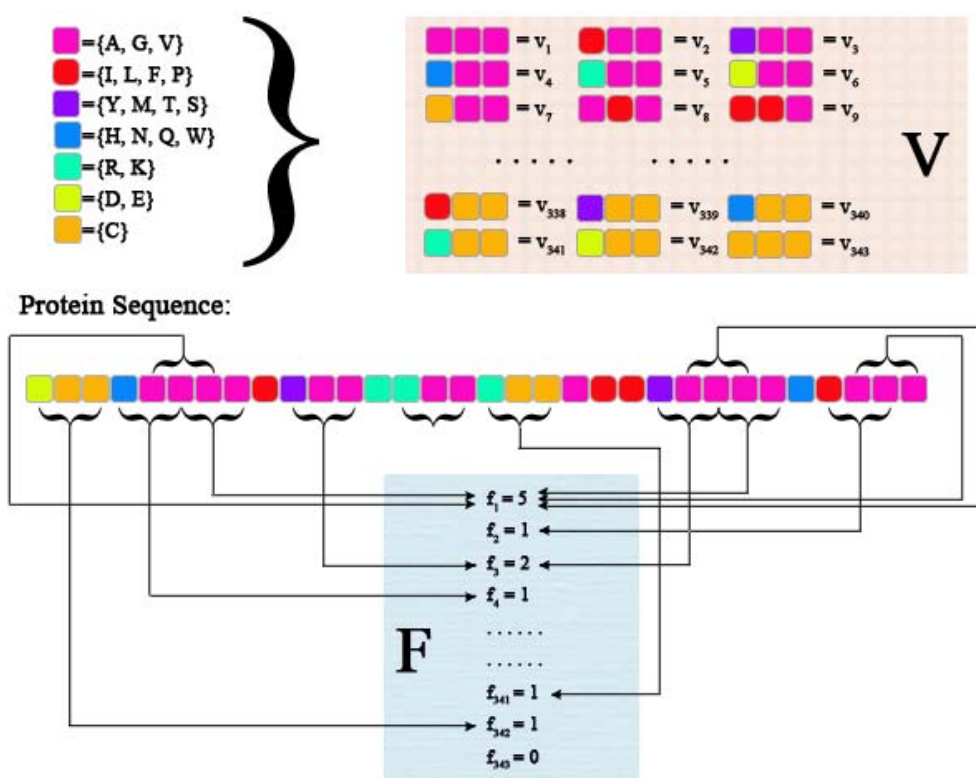 ={A, G, V}
={I, L, F, P}
={Y, M, T, S}
={H, N, Q, W}
={R, K}
={D, E}
={C}
= v1 = v2 = v3
= v4 = v5 = v6
= v7 = v8 = v9
. . . . . . . . . .
= v338 = v339 = v340
= v341 = v342 = v343
V
Protein Sequence:
f1 = 5
f2 = 1
f3 = 2
f4 = 1
. . . . . .
. . . . . .
f341 = 1
f342 = 1
f343 = 0
F